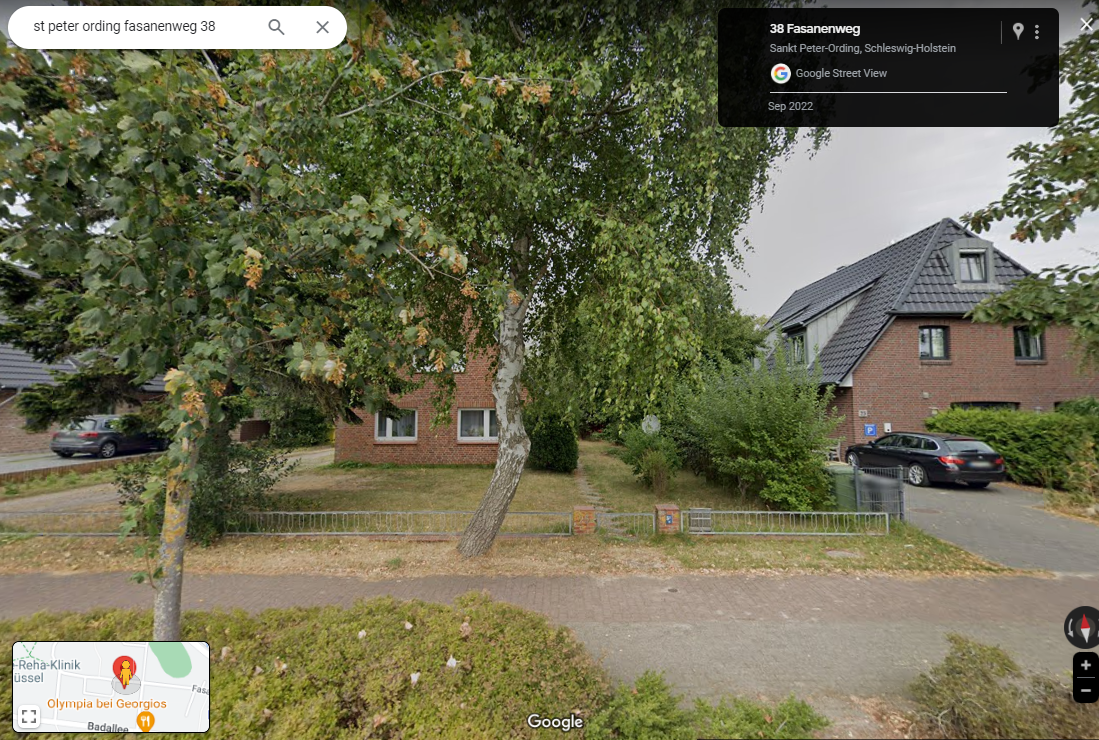 st peter ording fasanenweg 38
38 Fasanenweg
Sankt Peter-Ording, Schleswig-Holstein
Google Street View
Sep 2022
P
Reha-Klinik
üssel
Fasa
Olympia bei Georgios
Badallee
Google